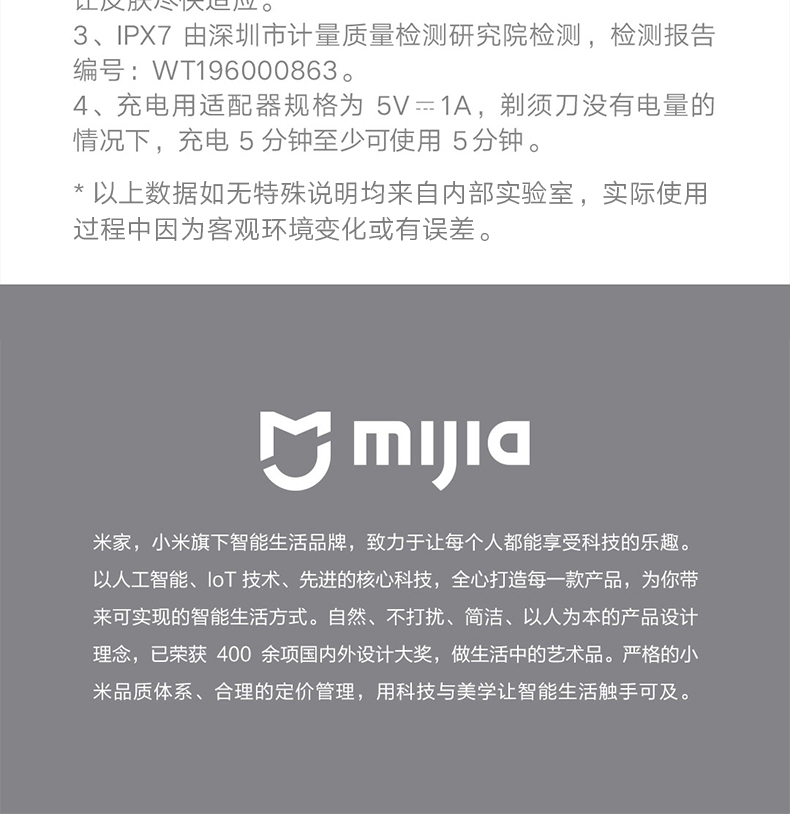 让皮肤尽快适应。
3、IPX7 由深圳市计量质量检测研究院检测，检测报告
编号：WT196000863。
4、充电用适配器规格为 5V⎓1A，剃须刀没有电量的
情况下，充电 5 分钟至少可使用 5分钟。
* 以上数据如无特殊说明均来自内部实验室，实际使用
过程中因为客观环境变化或有误差。
mijia
米家，小米旗下智能生活品牌，致力于让每个人都能享受科技的乐趣。
以人工智能、IoT 技术、先进的核心科技，全心打造每一款产品，为你带
来可实现的智能生活方式。自然、不打扰、简洁、以人为本的产品设计
理念，已荣获 400 余项国内外设计大奖，做生活中的艺术品。严格的小
米品质体系、合理的定价管理，用科技与美学让智能生活触手可及。